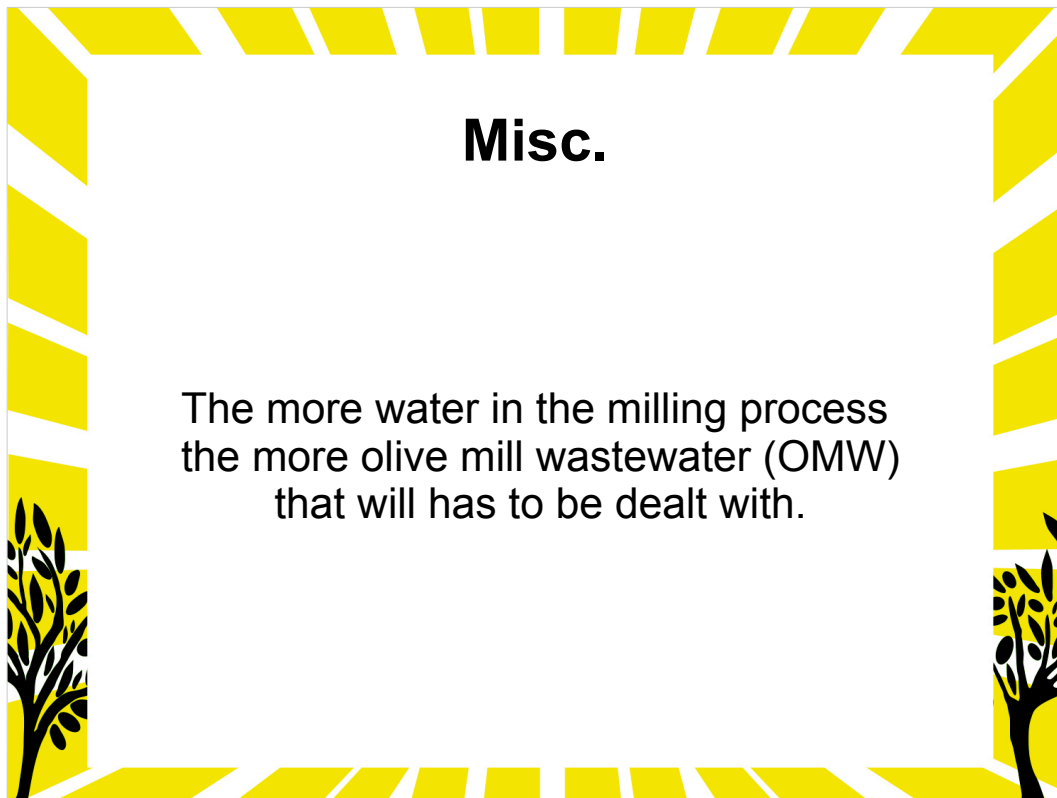 Misc.
The more water in the milling process
the more olive mill wastewater (OMW)
that will has to be dealt with.